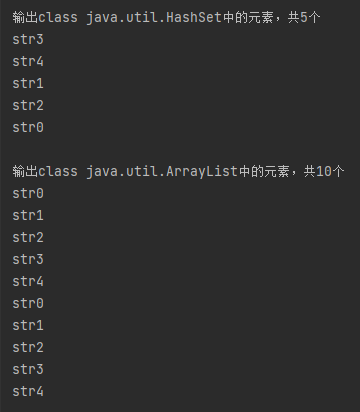 输出class java.util.HashSet中的元素，共5个
str3
str4
str1
str2
str0
输出class java.util.ArrayList中的元素，共10个
str0
str1
str2
str3
str4
str0
str1
str2
str3
str4